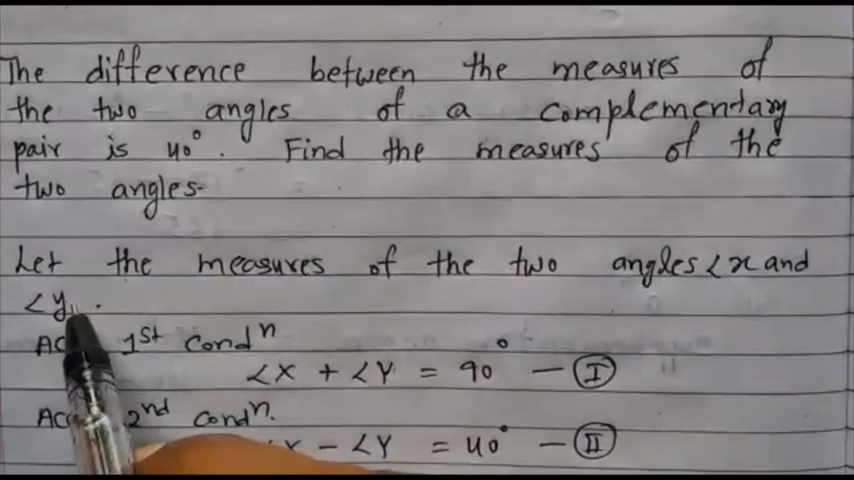 The difference between the measures of
the two angles of a complementary
pair is 40°. Find the measures of the
two angles.
Let the measures of the two angles <x and
<y.
1st condⁿ
<X + <Y = 90° — (I)
2nd condⁿ.
X − <Y = 40° — (II)